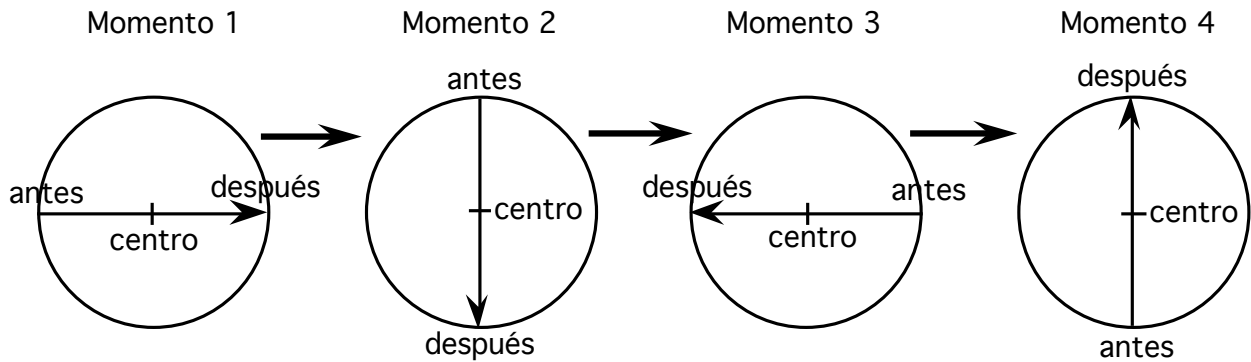 Momento 1
antes
después
centro
Momento 2
antes
centro
después
Momento 3
después
antes
centro
Momento 4
después
centro
antes